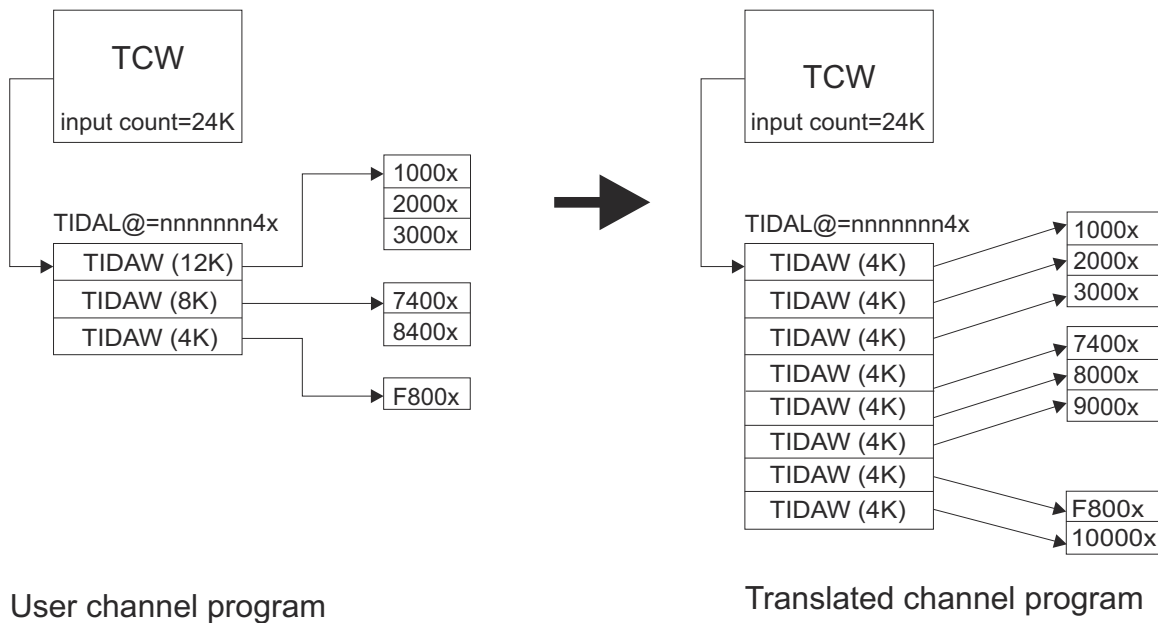 TCW
input count=24K
TIDAL@=nnnnnnn4x
TIDAW (12K)
TIDAW (8K)
TIDAW (4K)
1000x
2000x
3000x
7400x
8400x
F800x
User channel program
TCW
input count=24K
TIDAL@=nnnnnnn4x
TIDAW (4K)
TIDAW (4K)
TIDAW (4K)
TIDAW (4K)
TIDAW (4K)
TIDAW (4K)
TIDAW (4K)
TIDAW (4K)
1000x
2000x
3000x
7400x
8000x
9000x
F800x
10000x
Translated channel program